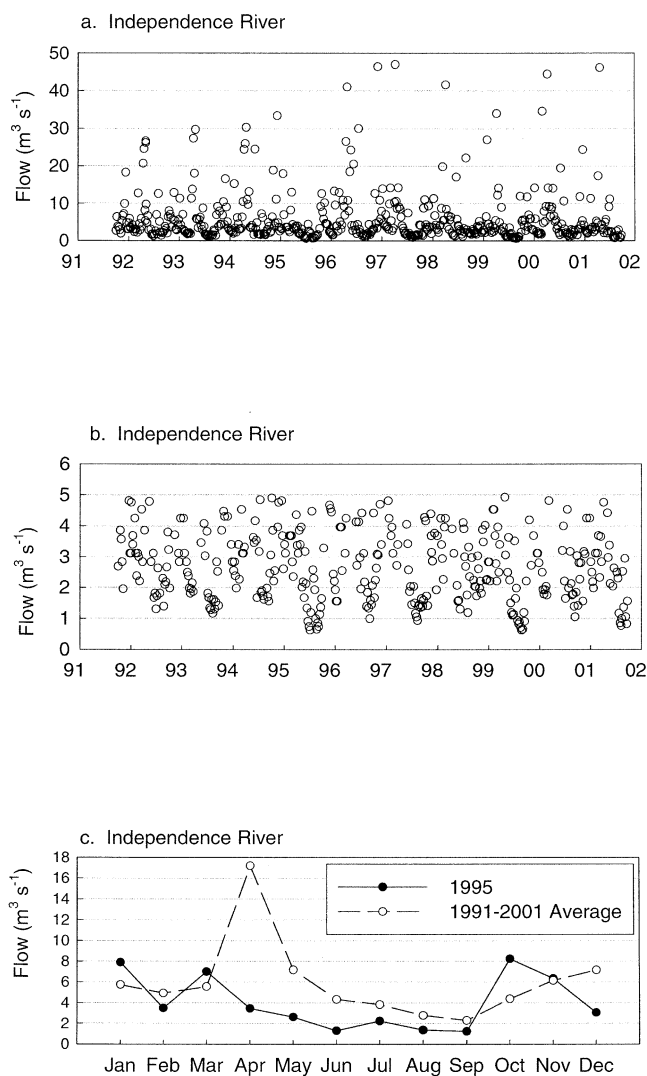 a. Independence River
50
40
30
20
10
0
Flow (m³ s⁻¹)
91 92 93 94 95 96 97 98 99 00 01 02
b. Independence River
6
5
4
3
2
1
0
Flow (m³ s⁻¹)
91 92 93 94 95 96 97 98 99 00 01 02
c. Independence River
18
16
14
12
10
8
6
4
2
0
Flow (m³ s⁻¹)
1995
1991-2001 Average
Jan Feb Mar Apr May Jun Jul Aug Sep Oct Nov Dec